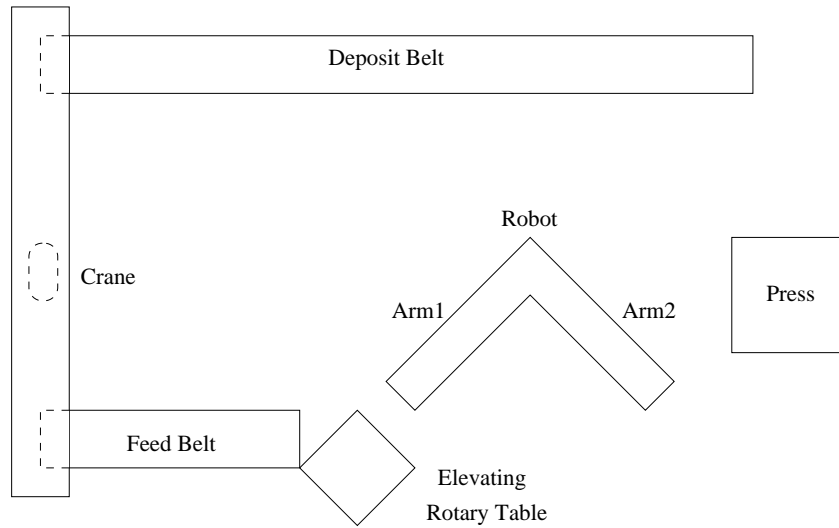 Deposit Belt
Robot
Crane
Arm1
Arm2
Press
Feed Belt
Elevating
Rotary Table